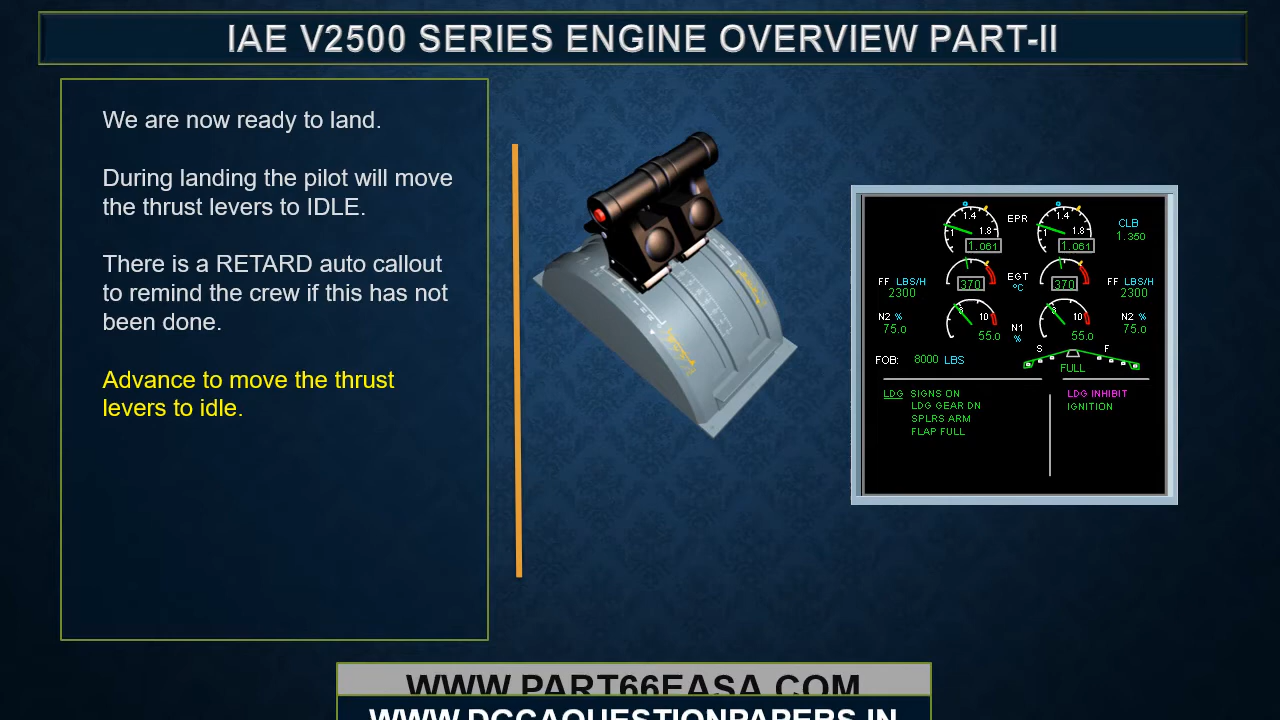 IAE V2500 SERIES ENGINE OVERVIEW PART-II
We are now ready to land.
During landing the pilot will move
the thrust levers to IDLE.
There is a RETARD auto callout
to remind the crew if this has not
been done.
Advance to move the thrust
levers to idle.
1.4 EPR 1.4 CLB
1 1.8 1 1.8 1.350
1.061 1.061
FF LBS/H 370 EGT °C 370 FF LBS/H
2300 2300
N2 % 10 N1 % 10 N2 %
75.0 55.0 55.0 75.0
FOB: 8000 LBS S F
FULL
LDG SIGNS ON LDG INHIBIT
LDG GEAR DN IGNITION
SPLRS ARM
FLAP FULL
WWW.PART66EASA.COM
WWW.DGCAQUESTIONPAPERS.IN